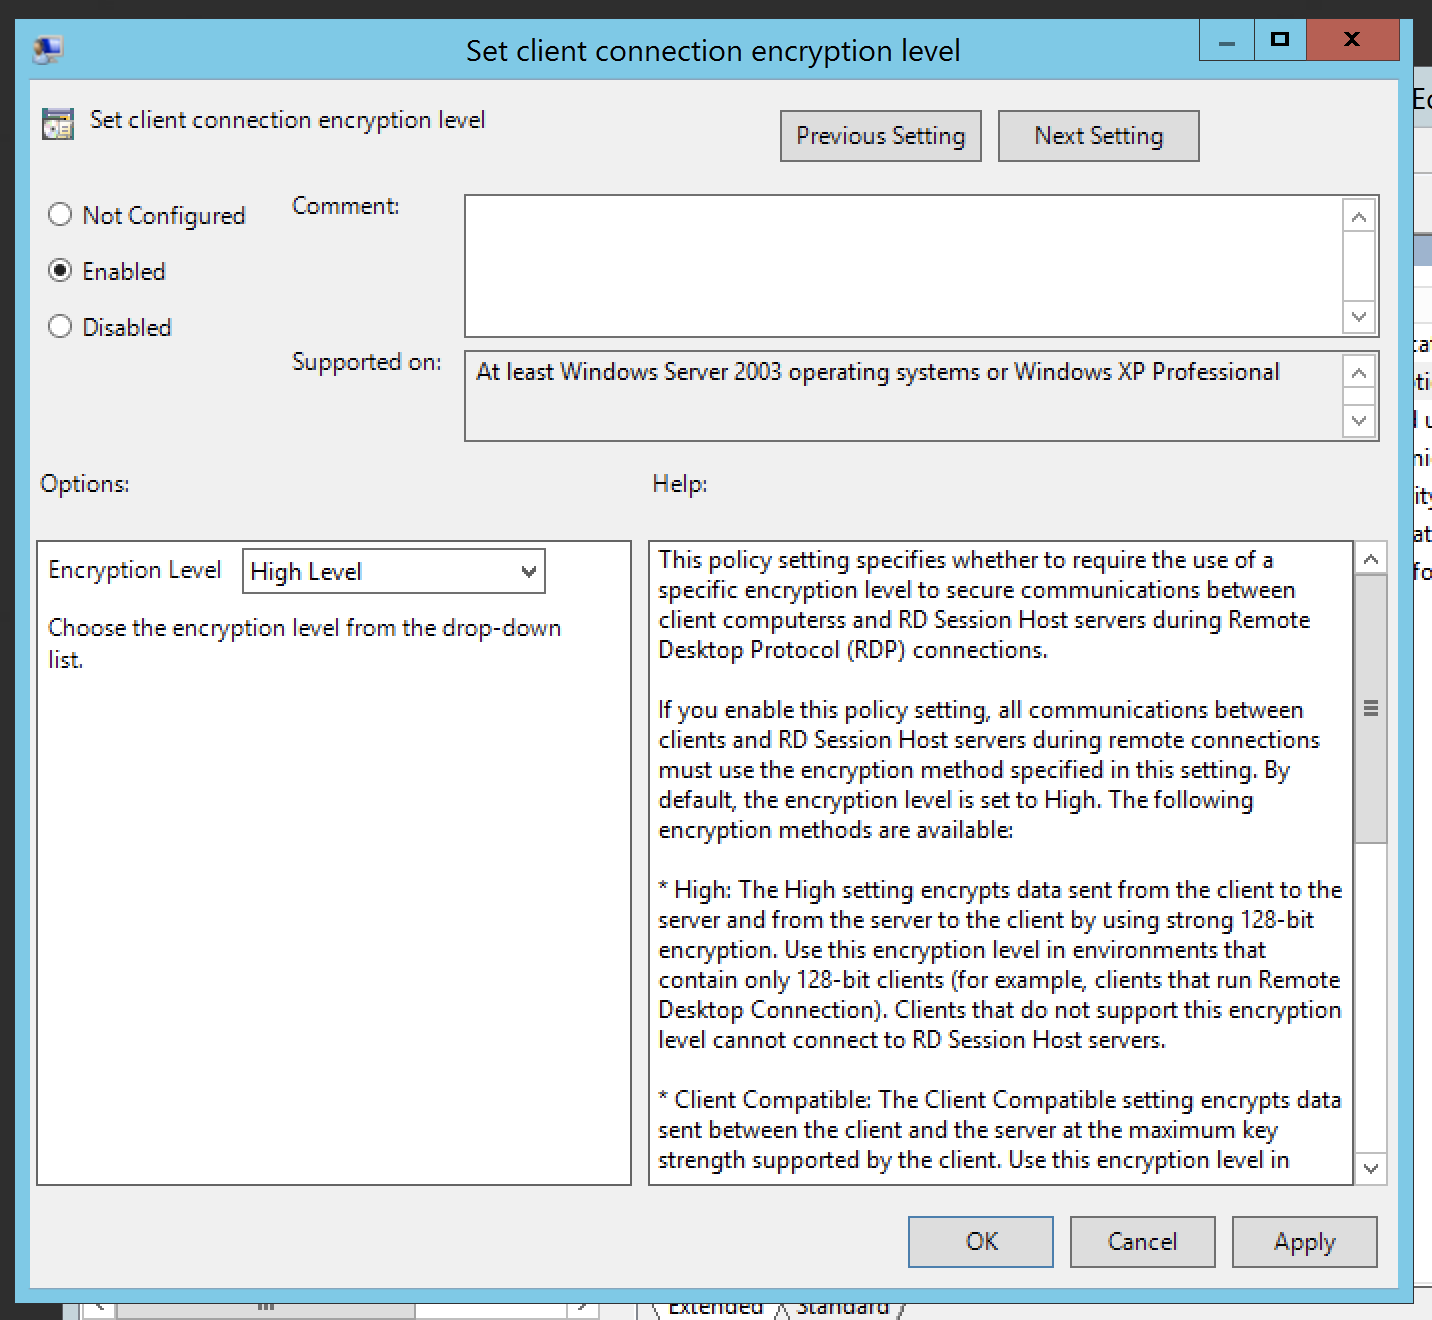 Set client connection encryption level
Set client connection encryption level
Previous Setting
Next Setting
Not Configured
Comment:
Enabled
Disabled
Supported on:
At least Windows Server 2003 operating systems or Windows XP Professional
Options:
Help:
Encryption Level
High Level
Choose the encryption level from the drop-down
list.
This policy setting specifies whether to require the use of a
specific encryption level to secure communications between
client computerss and RD Session Host servers during Remote
Desktop Protocol (RDP) connections.
If you enable this policy setting, all communications between
clients and RD Session Host servers during remote connections
must use the encryption method specified in this setting. By
default, the encryption level is set to High. The following
encryption methods are available:
* High: The High setting encrypts data sent from the client to the
server and from the server to the client by using strong 128-bit
encryption. Use this encryption level in environments that
contain only 128-bit clients (for example, clients that run Remote
Desktop Connection). Clients that do not support this encryption
level cannot connect to RD Session Host servers.
* Client Compatible: The Client Compatible setting encrypts data
sent between the client and the server at the maximum key
strength supported by the client. Use this encryption level in
OK
Cancel
Apply
Extended
Standard